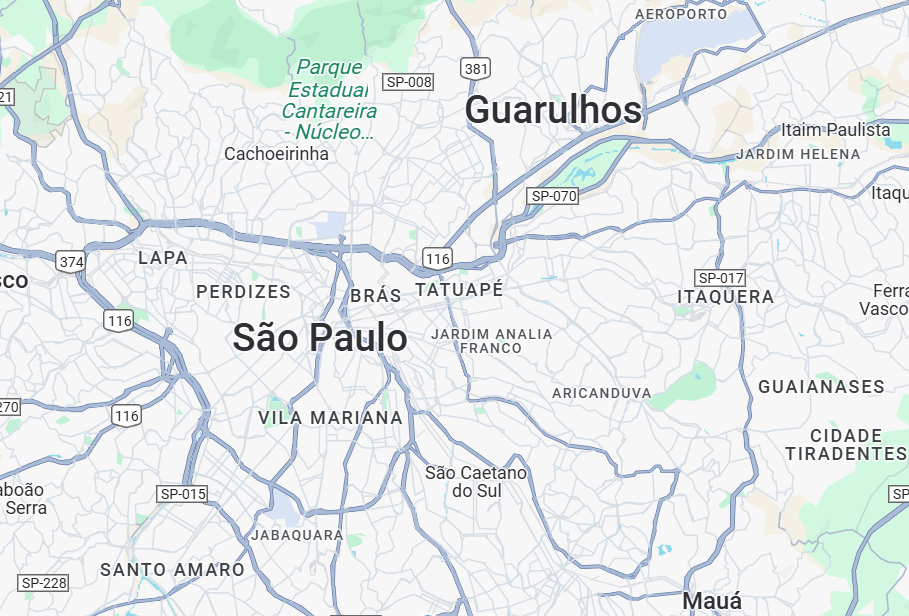 AEROPORTO
Parque
Estadual
Cantareira
- Núcleo...
SP-008
381
21
Guarulhos
Itaim Paulista
JARDIM HELENA
Cachoeirinha
SP-070
Itaqu
LAPA
374
116
SP-017
sco
PERDIZES
BRÁS
TATUAPÉ
ITAQUERA
Ferra
Vasco
116
São Paulo
JARDIM ANALIA
FRANCO
ARICANDUVA
GUAIANASES
270
116
VILA MARIANA
CIDADE
TIRADENTES
São Caetano
do Sul
aboão
Serra
SP-015
SP
JABAQUARA
SANTO AMARO
SP-228
Mauá